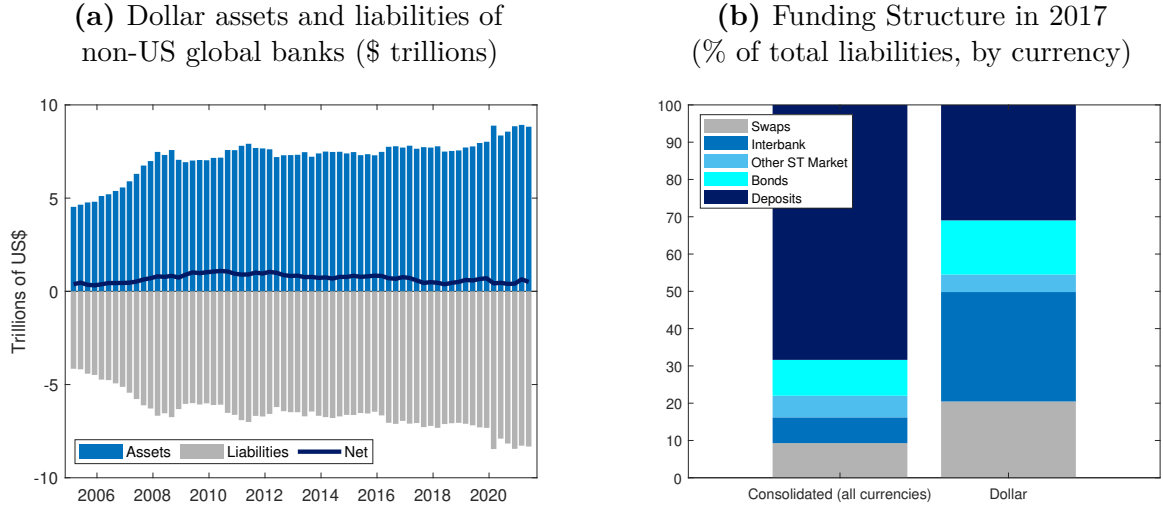 (a) Dollar assets and liabilities of
non-US global banks ($ trillions)
10
5
0
-5
-10
Trillions of US$
Assets
Liabilities
Net
2006
2008
2010
2012
2014
2016
2018
2020
(b) Funding Structure in 2017
(% of total liabilities, by currency)
100
90
80
70
60
50
40
30
20
10
0
Swaps
Interbank
Other ST Market
Bonds
Deposits
Consolidated (all currencies)
Dollar